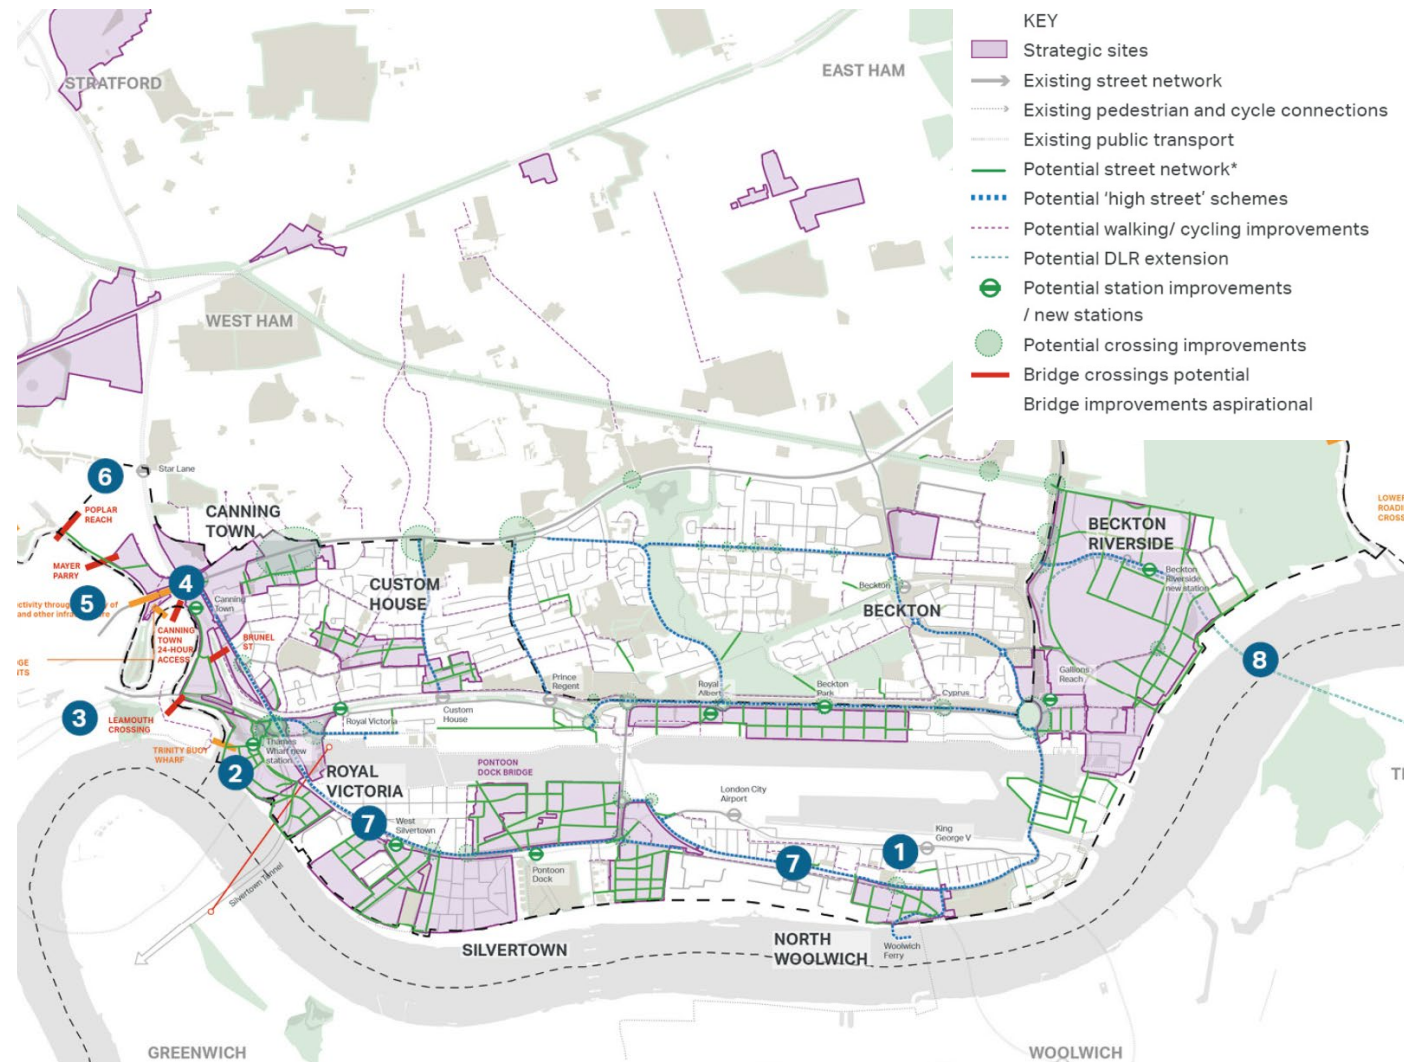 KEY
Strategic sites
Existing street network
Existing pedestrian and cycle connections
Existing public transport
Potential street network*
Potential ‘high street’ schemes
Potential walking/ cycling improvements
Potential DLR extension
Potential station improvements
/ new stations
Potential crossing improvements
Bridge crossings potential
Bridge improvements aspirational
STRATFORD
EAST HAM
WEST HAM
Star Lane
6
POPLAR
REACH
CANNING
TOWN
MAYER
PARRY
4
5
Canning
Town
CANNING
TOWN
24-HOUR
ACCESS
BRUNEL
ST
CUSTOM
HOUSE
BECKTON
RIVERSIDE
Beckton
Riverside
new station
LOWER
Beckton
BECKTON
3
LEAMOUTH
CROSSING
TRINITY BUOY
WHARF
2
Thames
Wharf new
station
Royal Victoria
Custom
House
Prince
Regent
Royal
Albert
Beckton
Park
Cyprus
Gallions
Reach
8
ROYAL
VICTORIA
PONTOON
DOCK BRIDGE
7
West
Silvertown
Pontoon
Dock
London City
Airport
King
George V
1
7
Silvertown Tunnel
SILVERTOWN
NORTH
WOOLWICH
Woolwich
Ferry
GREENWICH
WOOLWICH